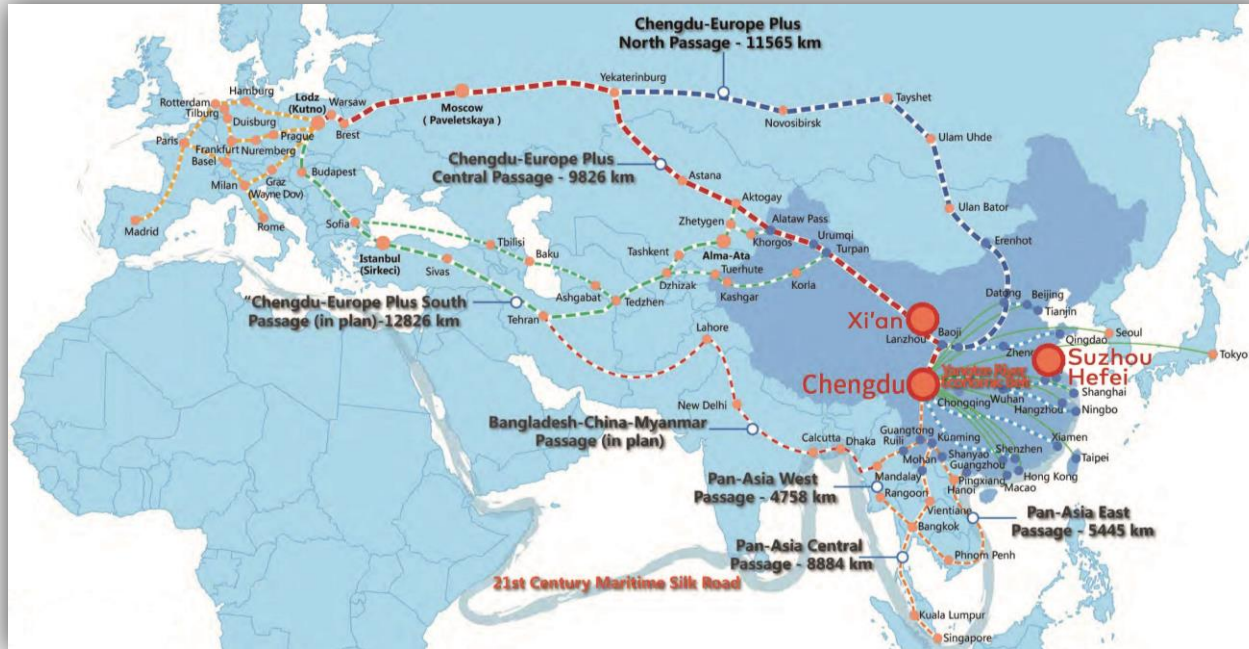 Chengdu-Europe Plus
North Passage - 11565 km
Hamburg
Rotterdam
Tilburg
Lodz
(Kutno)
Warsaw
Duisburg
Brest
Moscow
( Paveletskaya )
Yekaterinburg
Novosibirsk
Tayshet
Ulam Uhde
Paris
Prague
Frankfurt
Nuremberg
Basel
Chengdu-Europe Plus
Central Passage - 9826 km
Astana
Budapest
Milan
Graz
(Wayne Dov)
Aktogay
Zhetygen
Alataw Pass
Ulan Bator
Madrid
Rome
Sofia
Khorgos
Urumqi
Turpan
Erenhot
Tbilisi
Baku
Tashkent
Alma-Ata
Istanbul
(Sirkeci)
Sivas
Dzhizak
Tuerhute
Korla
Kashgar
Ashgabat
Tedzhen
"Chengdu-Europe Plus South
Passage (in plan)-12826 km
Tehran
Datong
Beijing
Tianjin
Xi'an
Baoji
Lanzhou
Lahore
Qingdao
Seoul
Tokyo
Suzhou
Hefei
Chengdu
Chongqing
Wuhan
Shanghai
Hangzhou
Ningbo
New Delhi
Bangladesh-China-Myanmar
Passage (in plan)
Calcutta
Dhaka
Guangtong
Ruili
Kunming
Shenzhen
Xiamen
Taipei
Mohan
Shanyao
Guangzhou
Hong Kong
Macao
Pingxiang
Hanoi
Mandalay
Rangoon
Pan-Asia West
Passage - 4758 km
Vientiane
Bangkok
Pan-Asia East
Passage - 5445 km
Pan-Asia Central
Passage - 8884 km
Phnom Penh
21st Century Maritime Silk Road
Kuala Lumpur
Singapore